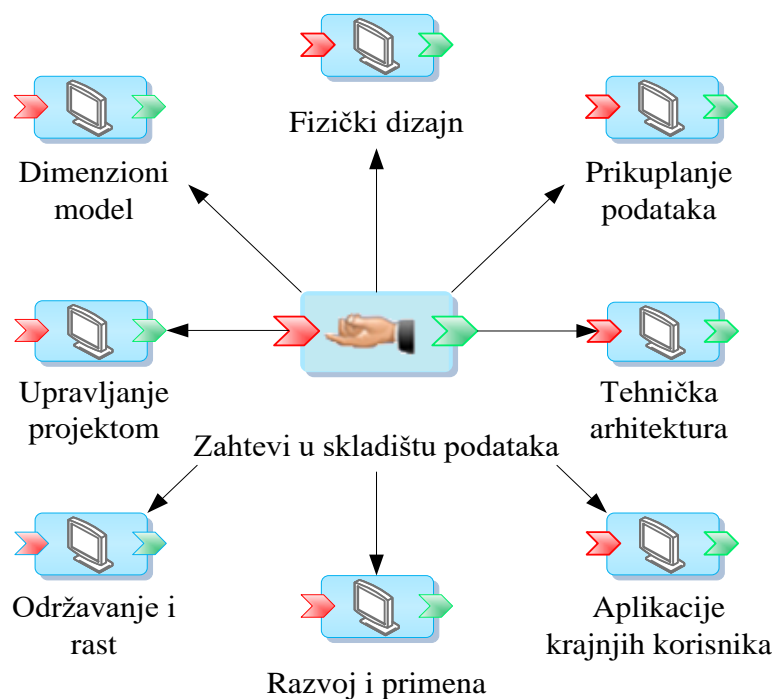 Fizički dizajn
Dimenzioni
model
Prikuplanje
podataka
Upravljanje
projektom
Tehnička
arhitektura
Zahtevi u skladištu podataka
Održavanje i
rast
Razvoj i primena
Aplikacije
krajnjih korisnika